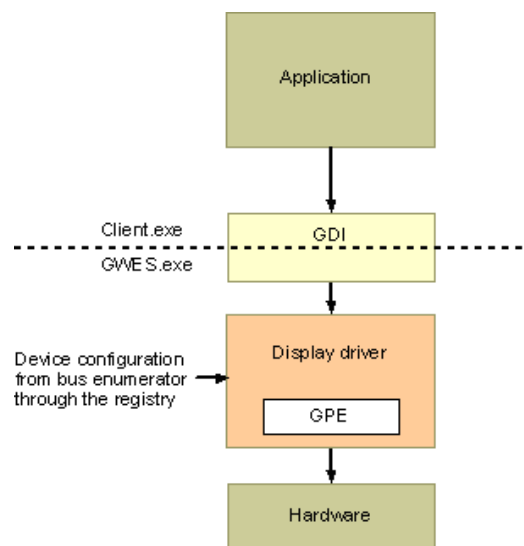 Application
Client.exe
GDI
GWES.exe
Device configuration
from bus enumerator
through the registry
Display driver
GPE
Hardware